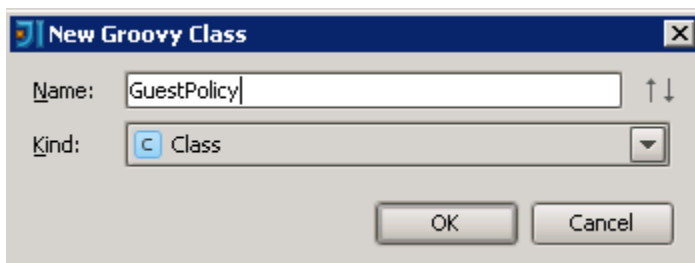 New Groovy Class
Name: GuestPolicy
Kind: C Class
OK Cancel